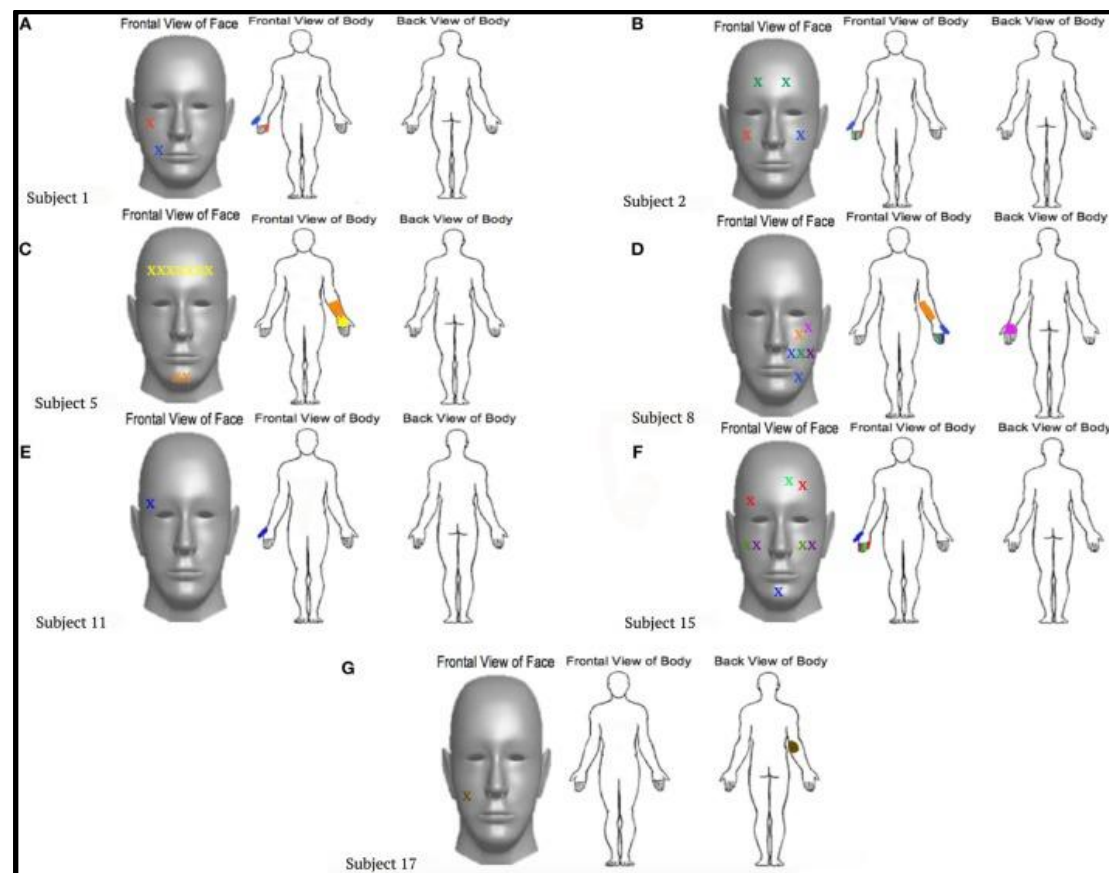 A
Frontal View of Face
Frontal View of Body
Back View of Body
Subject 1
B
Frontal View of Face
Frontal View of Body
Back View of Body
Subject 2
C
Frontal View of Face
Frontal View of Body
Back View of Body
XXXXXXX
XX
Subject 5
D
Frontal View of Face
Frontal View of Body
Back View of Body
X
X
XXX
X
Subject 8
E
Frontal View of Face
Frontal View of Body
Back View of Body
X
Subject 11
F
Frontal View of Face
Frontal View of Body
Back View of Body
X X
X
XX XX
X
Subject 15
G
Frontal View of Face
Frontal View of Body
Back View of Body
X
Subject 17